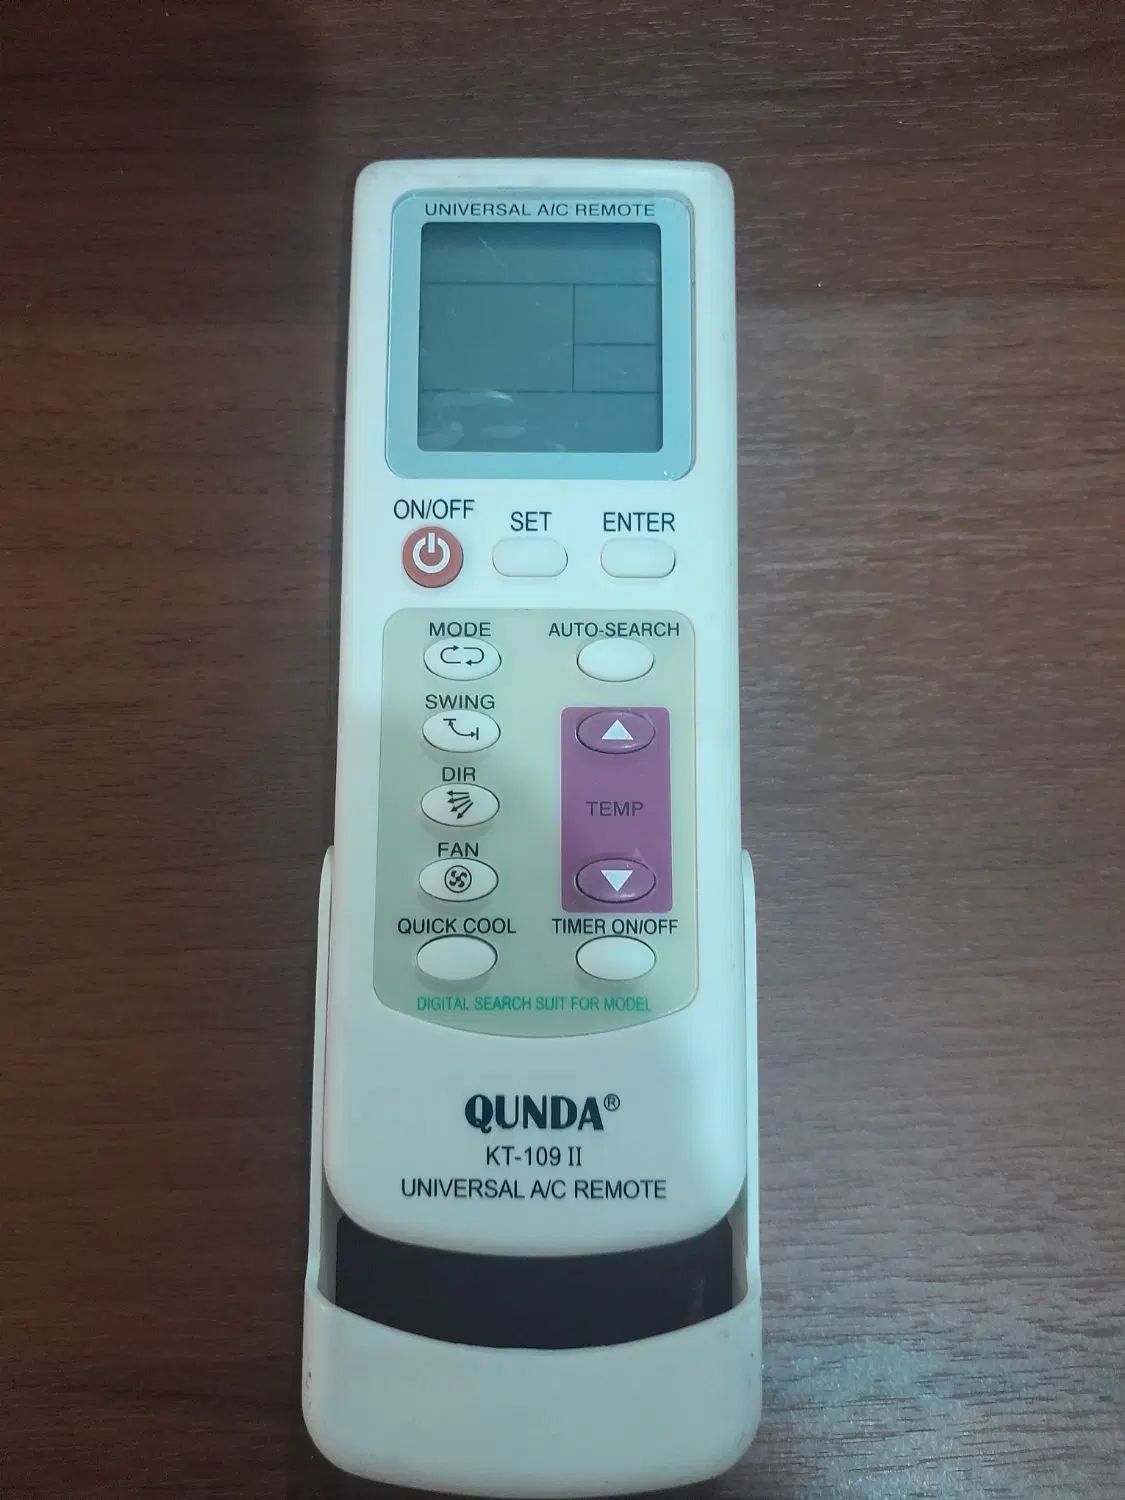 UNIVERSAL A/C REMOTE
ON/OFF SET ENTER
MODE AUTO-SEARCH
SWING
DIR
TEMP
FAN
QUICK COOL TIMER ON/OFF
DIGITAL SEARCH SUIT FOR MODEL
QUNDA®
KT-109 II
UNIVERSAL A/C REMOTE